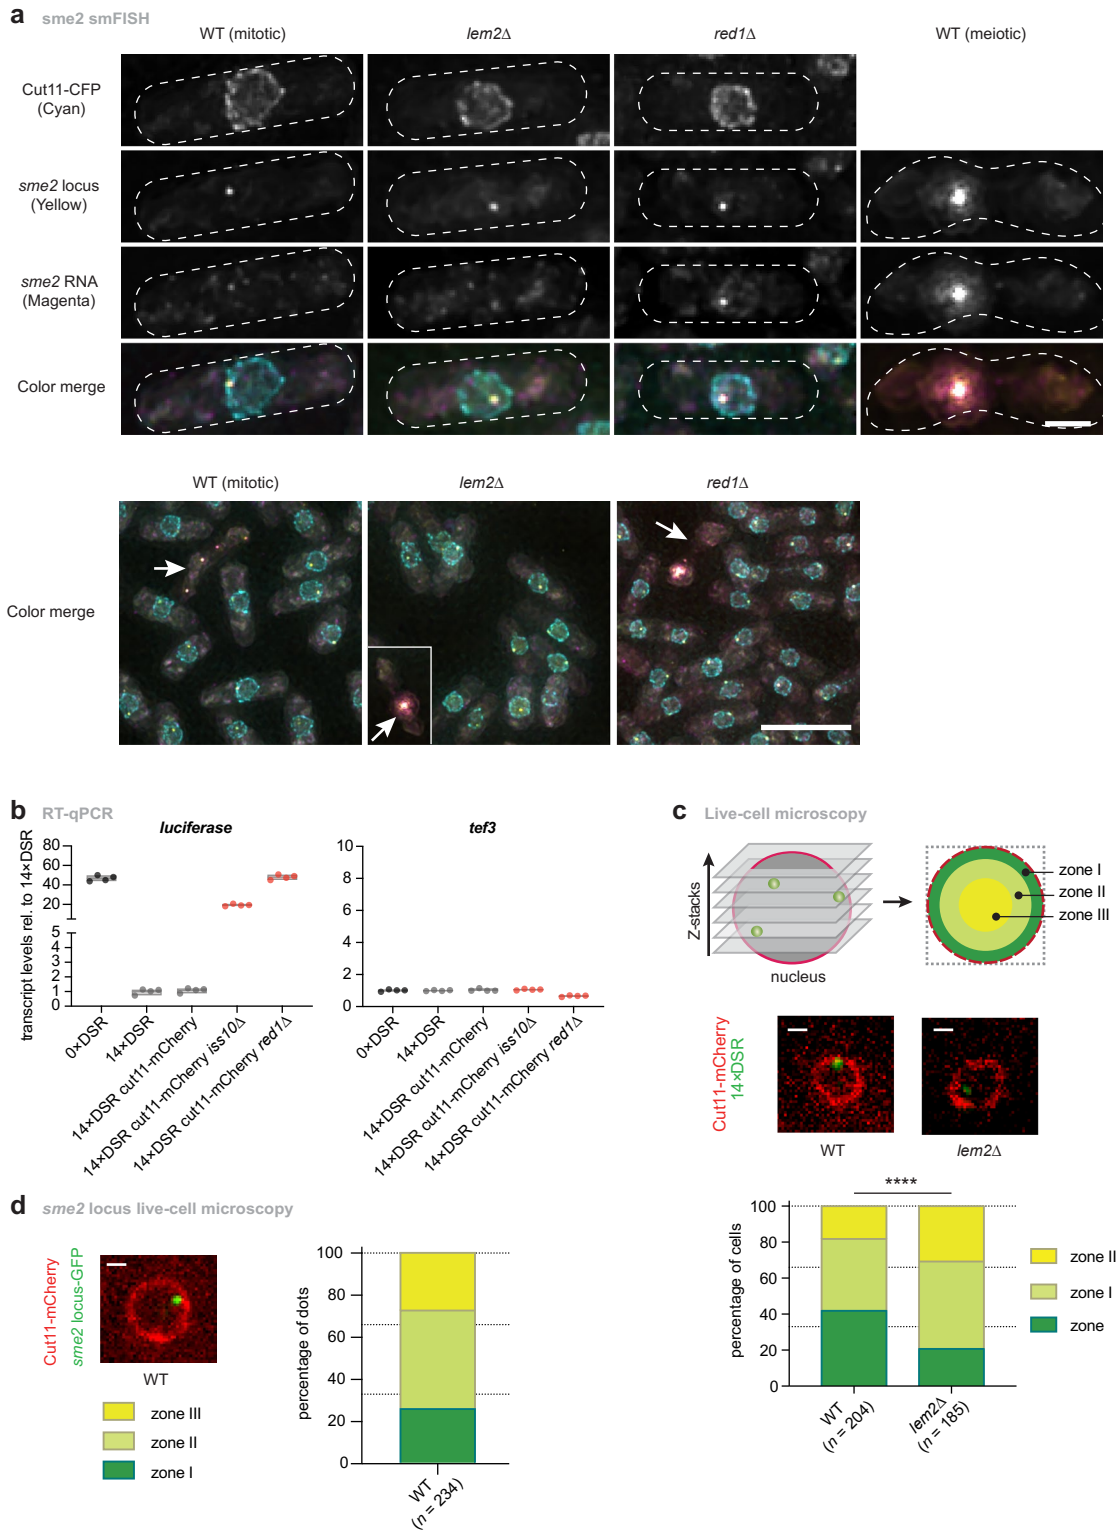 a sme2 smFISH
WT (mitotic) lem2Δ red1Δ WT (meiotic)
Cut11-CFP
(Cyan)
sme2 locus
(Yellow)
sme2 RNA
(Magenta)
Color merge
WT (mitotic) lem2Δ red1Δ
Color merge
b RT-qPCR
luciferase
transcript levels rel. to 14×DSR
80
60
40
20
5
4
3
2
1
0
0×DSR
14×DSR
14×DSR cut11-mCherry
14×DSR cut11-mCherry iss10Δ
14×DSR cut11-mCherry red1Δ
tef3
10
8
6
4
2
0
0×DSR
14×DSR
14×DSR cut11-mCherry
14×DSR cut11-mCherry iss10Δ
14×DSR cut11-mCherry red1Δ
c Live-cell microscopy
Z-stacks
nucleus
zone I
zone II
zone III
Cut11-mCherry
14×DSR
WT lem2Δ
****
percentage of cells
100
80
60
40
20
0
WT
(n = 204)
lem2Δ
(n = 185)
zone II
zone I
zone
d sme2 locus live-cell microscopy
Cut11-mCherry
sme2 locus-GFP
WT
zone III
zone II
zone I
percentage of dots
100
80
60
40
20
0
WT
(n = 234)